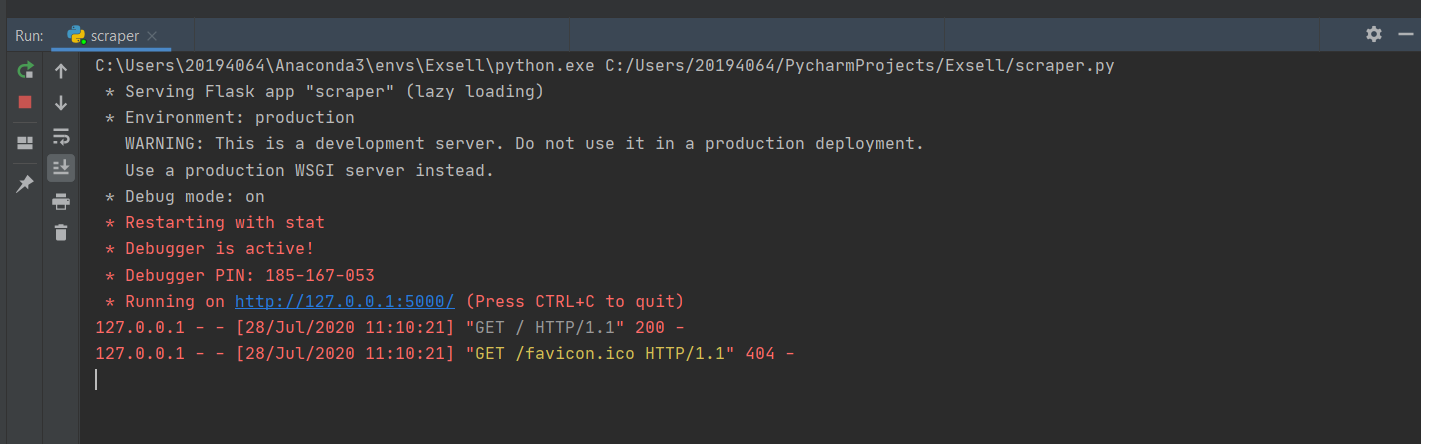 Run: scraper
C:\Users\20194064\Anaconda3\envs\Exsell\python.exe C:/Users/20194064/PycharmProjects/Exsell/scraper.py
* Serving Flask app "scraper" (lazy loading)
* Environment: production
WARNING: This is a development server. Do not use it in a production deployment.
Use a production WSGI server instead.
* Debug mode: on
* Restarting with stat
* Debugger is active!
* Debugger PIN: 185-167-053
* Running on http://127.0.0.1:5000/ (Press CTRL+C to quit)
127.0.0.1 - - [28/Jul/2020 11:10:21] "GET / HTTP/1.1" 200 -
127.0.0.1 - - [28/Jul/2020 11:10:21] "GET /favicon.ico HTTP/1.1" 404 -